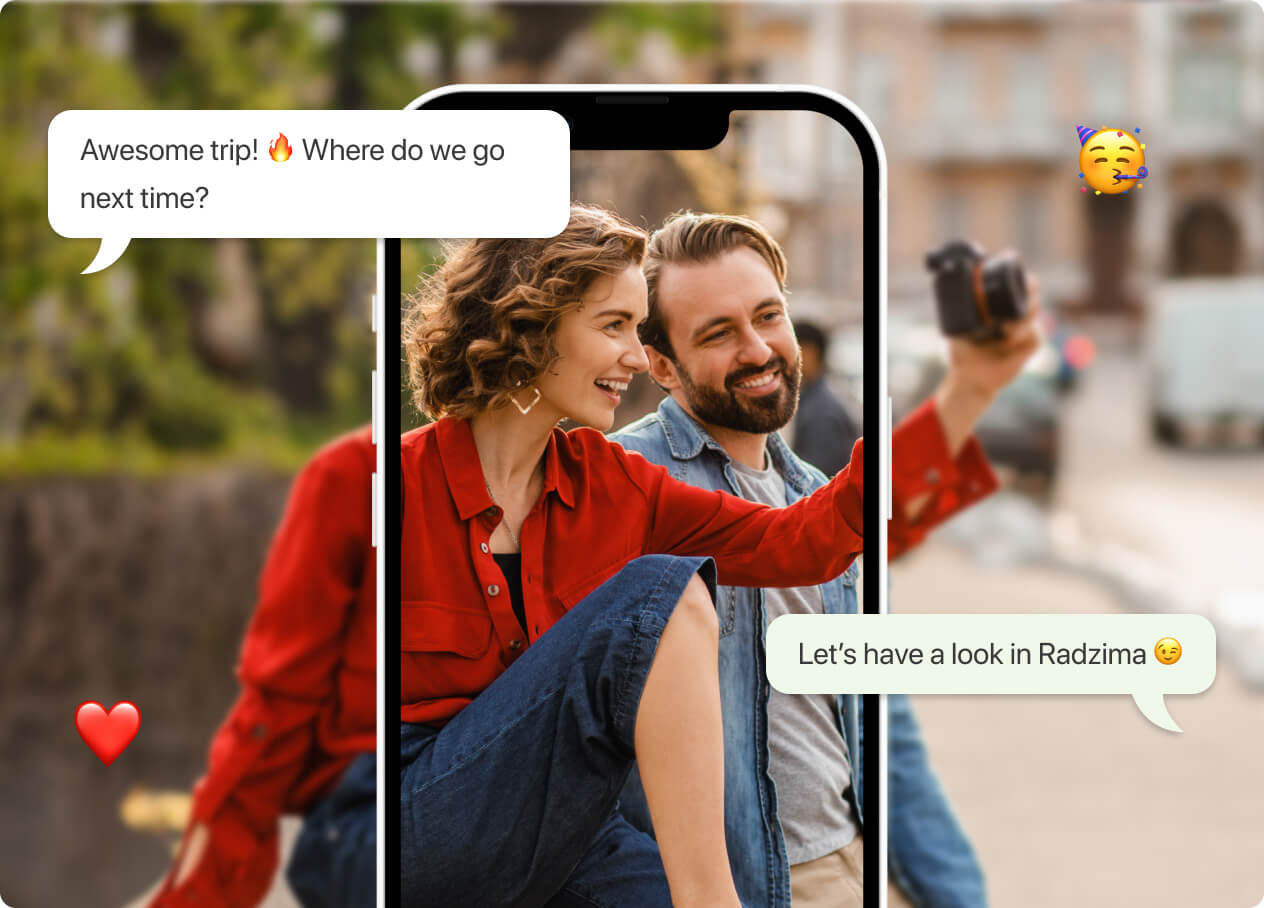 Awesome trip! 🔥 Where do we go
next time?
Let’s have a look in Radzima 😉